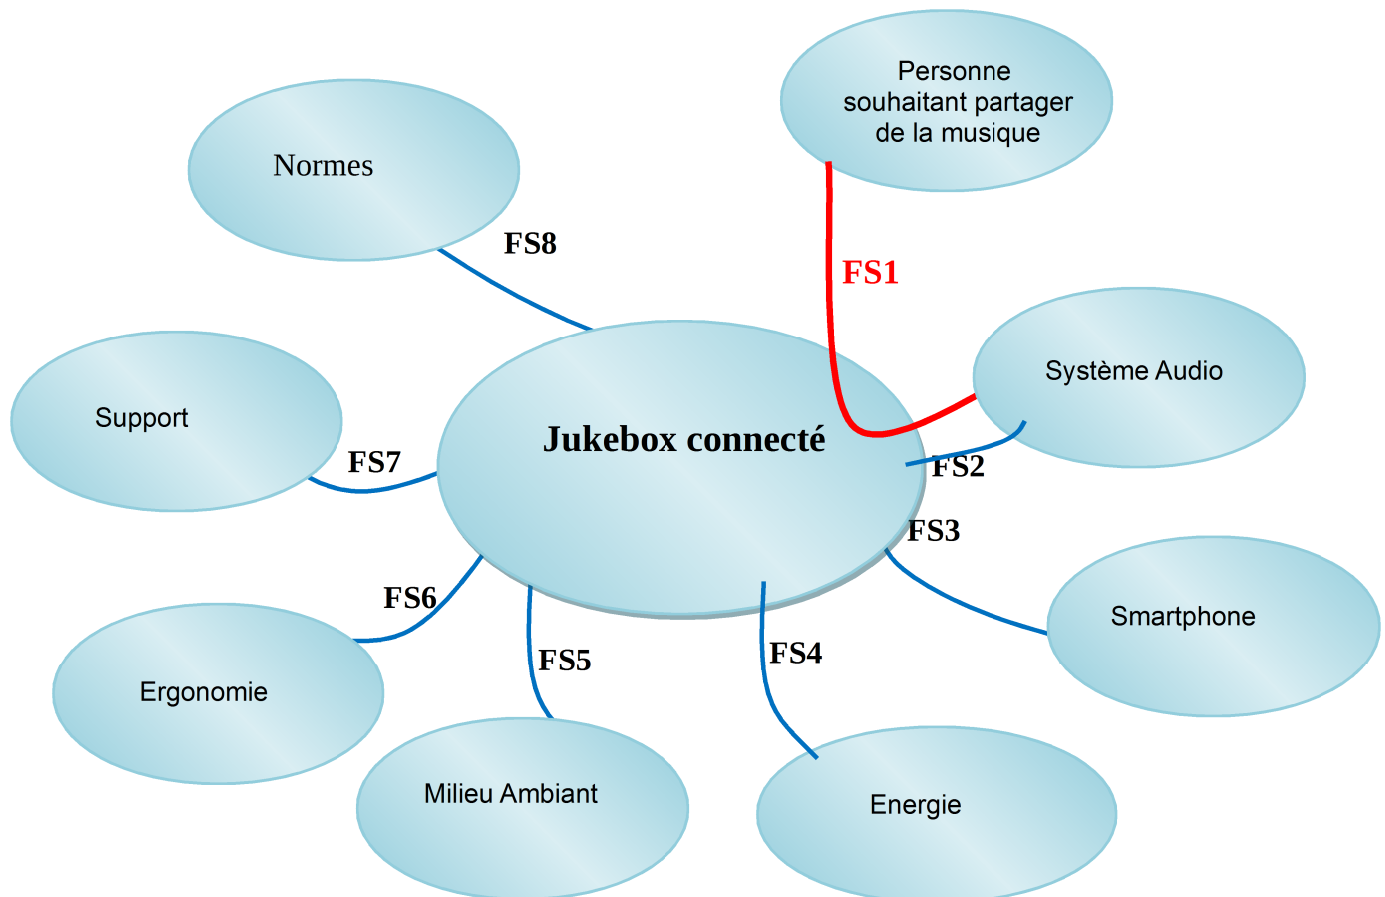 Personne
souhaitant partager
de la musique
Normes
FS8
FS1
Système Audio
Support
Jukebox connecté
FS7
FS2
FS3
FS6
Smartphone
FS5
FS4
Ergonomie
Milieu Ambiant
Energie